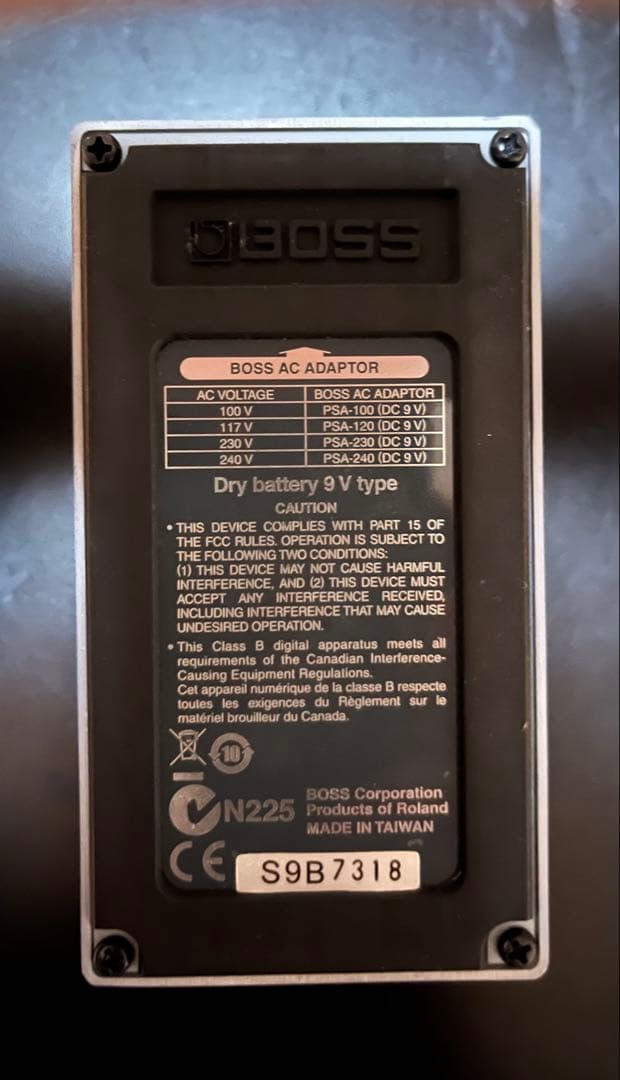 BOSS
BOSS AC ADAPTOR
AC VOLTAGE BOSS AC ADAPTOR
100 V PSA-100 (DC 9 V)
117 V PSA-120 (DC 9 V)
230 V PSA-230 (DC 9 V)
240 V PSA-240 (DC 9 V)
Dry battery 9 V type
CAUTION
• THIS DEVICE COMPLIES WITH PART 15 OF
THE FCC RULES. OPERATION IS SUBJECT TO
THE FOLLOWING TWO CONDITIONS:
(1) THIS DEVICE MAY NOT CAUSE HARMFUL
INTERFERENCE, AND (2) THIS DEVICE MUST
ACCEPT ANY INTERFERENCE RECEIVED,
INCLUDING INTERFERENCE THAT MAY CAUSE
UNDESIRED OPERATION.
• This Class B digital apparatus meets all
requirements of the Canadian Interference-
Causing Equipment Regulations.
Cet appareil numérique de la classe B respecte
toutes les exigences du Règlement sur le
matériel brouilleur du Canada.
10
N225
BOSS Corporation
Products of Roland
MADE IN TAIWAN
CE
S9B7318